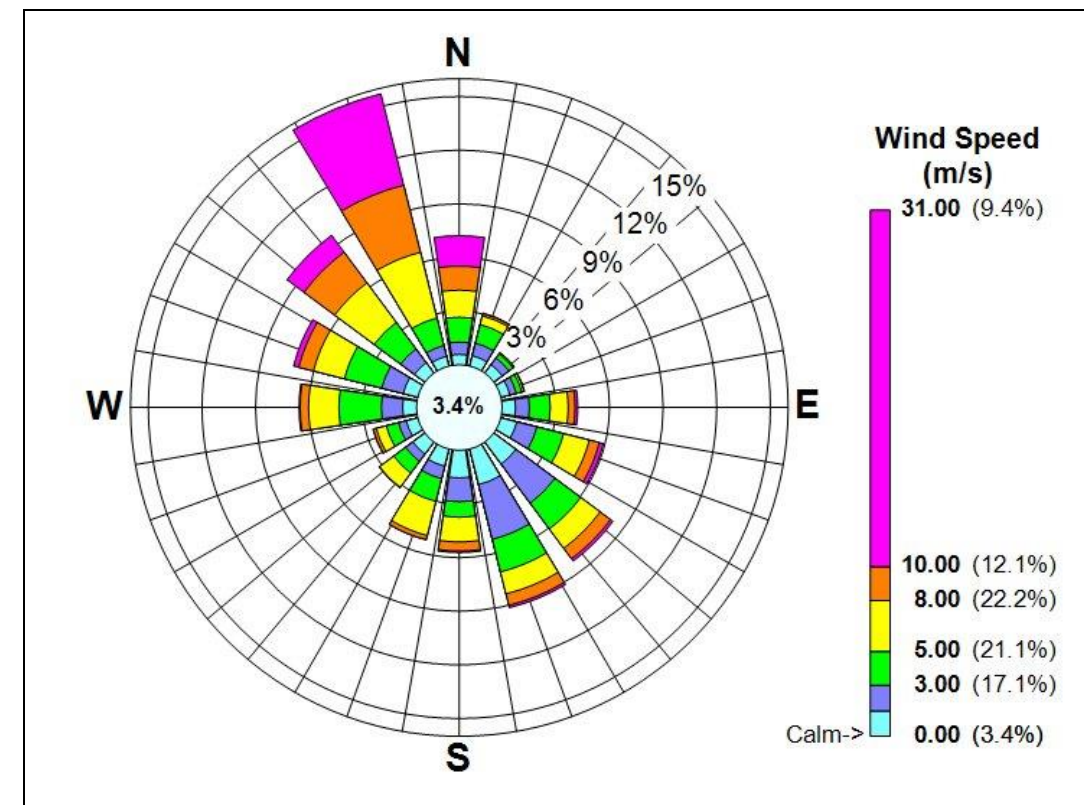 N
15%
12%
9%
6%
3%
W
3.4%
E
S
Wind Speed
(m/s)
31.00 (9.4%)
10.00 (12.1%)
8.00 (22.2%)
5.00 (21.1%)
3.00 (17.1%)
Calm-> 0.00 (3.4%)